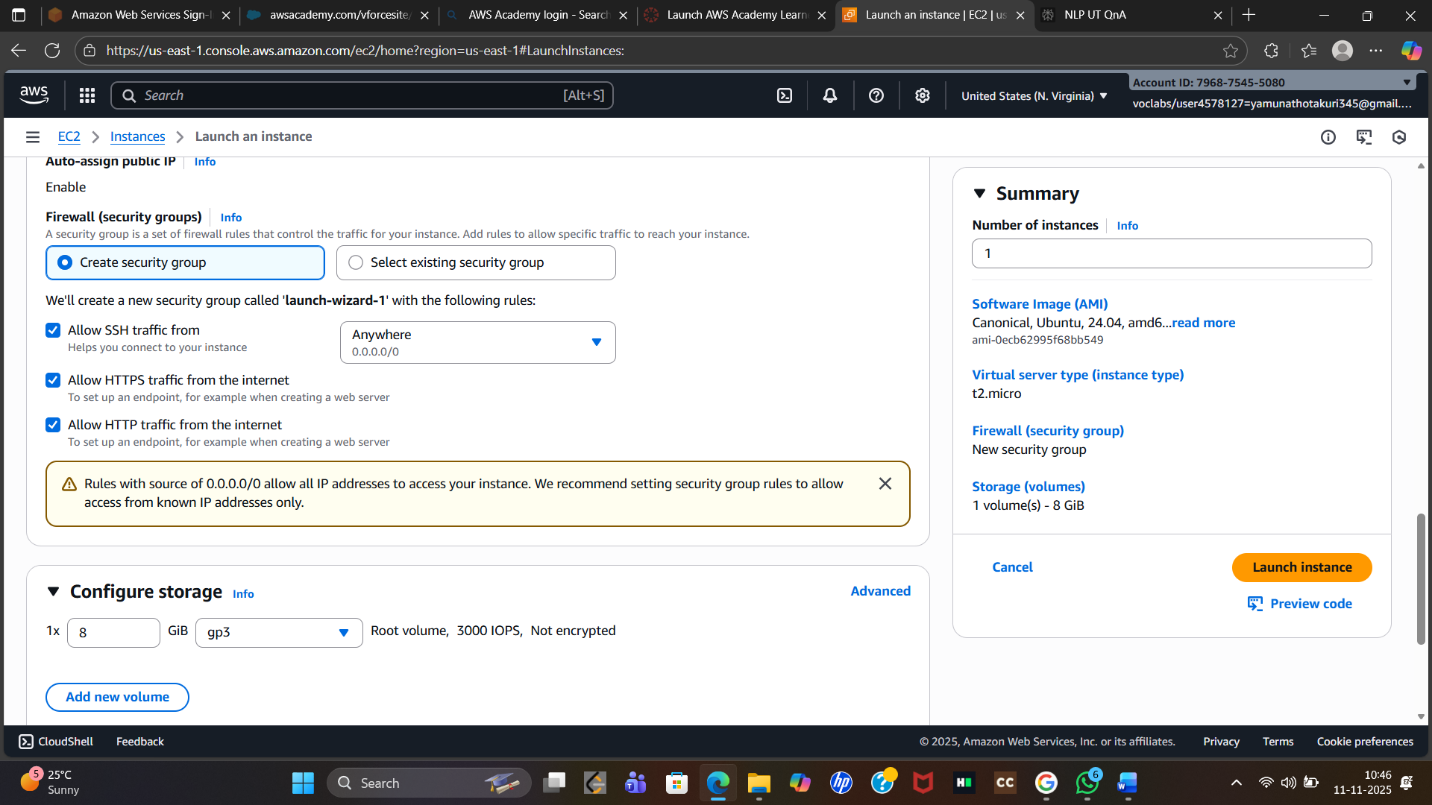 Amazon Web Services Sign-I
awsacademy.com/vforcesite/
AWS Academy login - Search
Launch AWS Academy Learn
Launch an instance | EC2 | us
NLP UT QnA
https://us-east-1.console.aws.amazon.com/ec2/home?region=us-east-1#LaunchInstances:
aws
Search
[Alt+S]
United States (N. Virginia)
Account ID: 7968-7545-5080
voclabs/user4578127=yamunathotakuri345@gmail....
EC2 > Instances > Launch an instance
Auto-assign public IP Info
Enable
Firewall (security groups) Info
A security group is a set of firewall rules that control the traffic for your instance. Add rules to allow specific traffic to reach your instance.
Create security group
Select existing security group
We'll create a new security group called 'launch-wizard-1' with the following rules:
Allow SSH traffic from
Helps you connect to your instance
Anywhere
0.0.0.0/0
Allow HTTPS traffic from the internet
To set up an endpoint, for example when creating a web server
Allow HTTP traffic from the internet
To set up an endpoint, for example when creating a web server
Rules with source of 0.0.0.0/0 allow all IP addresses to access your instance. We recommend setting security group rules to allow
access from known IP addresses only.
Configure storage Info
Advanced
1x 8 GiB gp3 Root volume, 3000 IOPS, Not encrypted
Add new volume
Summary
Number of instances Info
1
Software Image (AMI)
Canonical, Ubuntu, 24.04, amd6...read more
ami-0ecb62995f68bb549
Virtual server type (instance type)
t2.micro
Firewall (security group)
New security group
Storage (volumes)
1 volume(s) - 8 GiB
Cancel
Launch instance
Preview code
CloudShell Feedback
© 2025, Amazon Web Services, Inc. or its affiliates. Privacy Terms Cookie preferences
5
25°C
Sunny
Search
hp
CC
6
10:46
11-11-2025